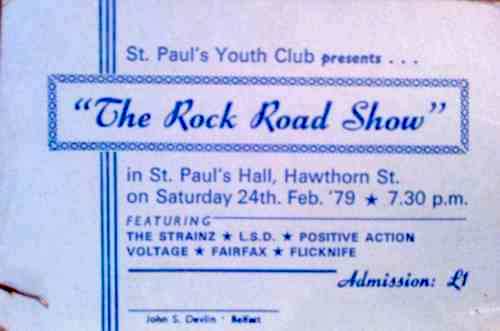 St. Paul's Youth Club presents . . .
"The Rock Road Show"
in St. Paul's Hall, Hawthorn St.
on Saturday 24th. Feb. '79 ★ 7.30 p.m.
FEATURING
THE STRAINZ ★ L.S.D. ★ POSITIVE ACTION
VOLTAGE ★ FAIRFAX ★ FLICKNIFE
Admission: £1
John S. Devlin · Belfast